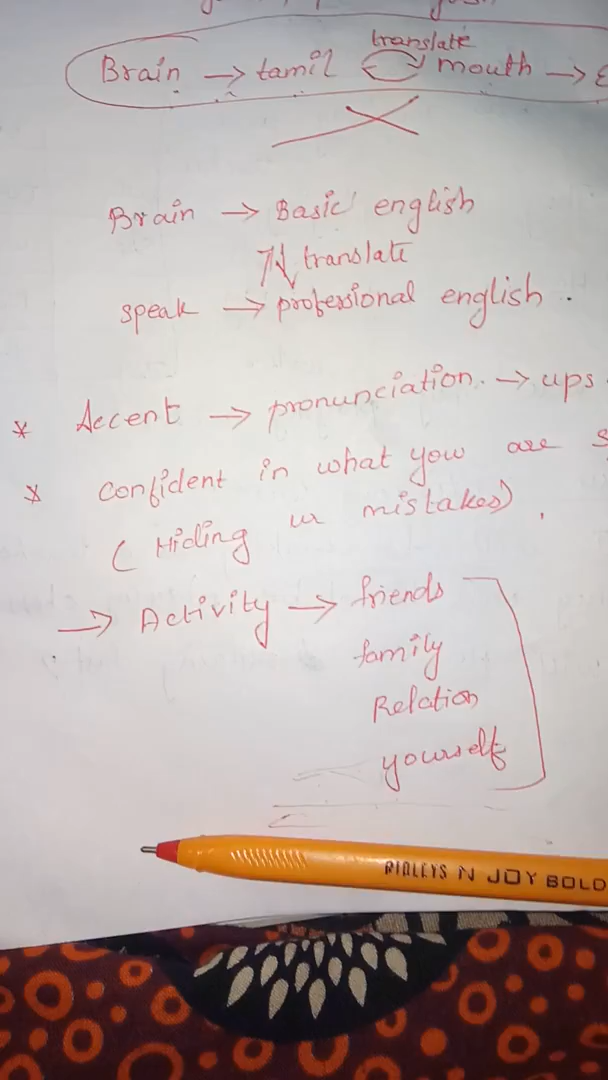 translate
Brain → tamil mouth →
Brain → Basic english
translate
speak → professional english.
* Accent → pronunciation. → ups
* confident in what you are
(Hiding ur mistakes).
→ Activity → friends
family
Relation
yourself
RIDLEYS N JOY BOLD